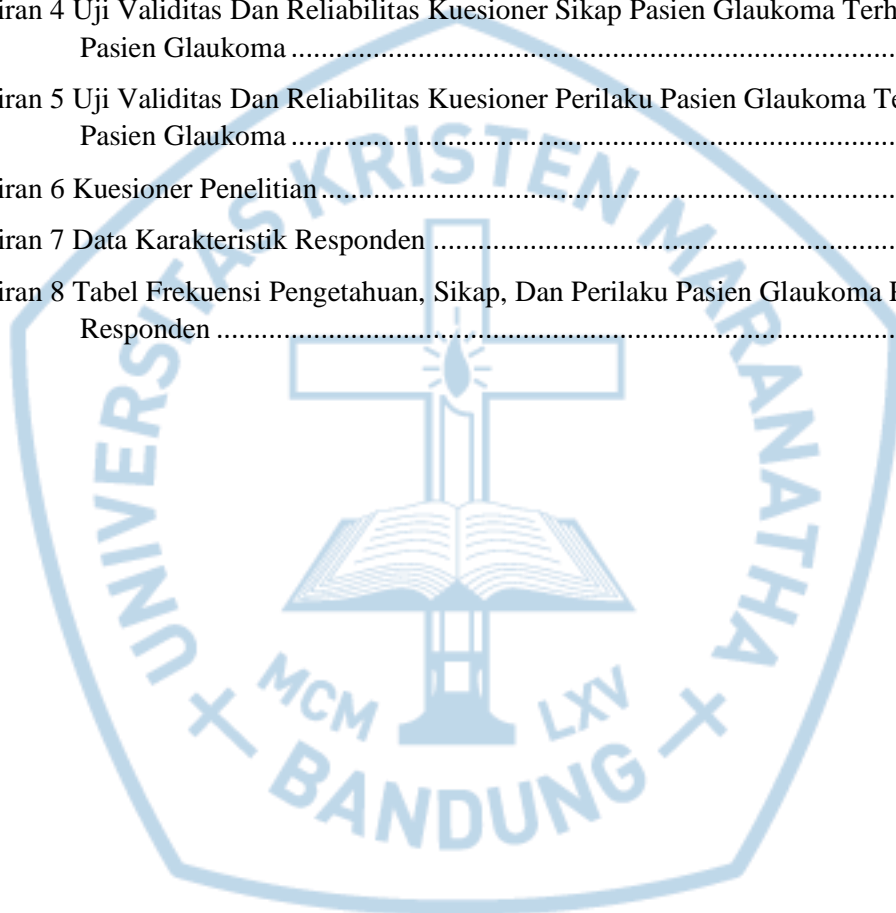 iran 4 Uji Validitas Dan Reliabilitas Kuesioner Sikap Pasien Glaukoma Terh
Pasien Glaukoma ....................................................................................
iran 5 Uji Validitas Dan Reliabilitas Kuesioner Perilaku Pasien Glaukoma Te
Pasien Glaukoma ....................................................................................
iran 6 Kuesioner Penelitian ................................................................................
iran 7 Data Karakteristik Responden ..............................................................
iran 8 Tabel Frekuensi Pengetahuan, Sikap, Dan Perilaku Pasien Glaukoma
Responden ................................................................................................
UNIVERSITAS KRISTEN MARANATHA
MCM LXV
BANDUNG